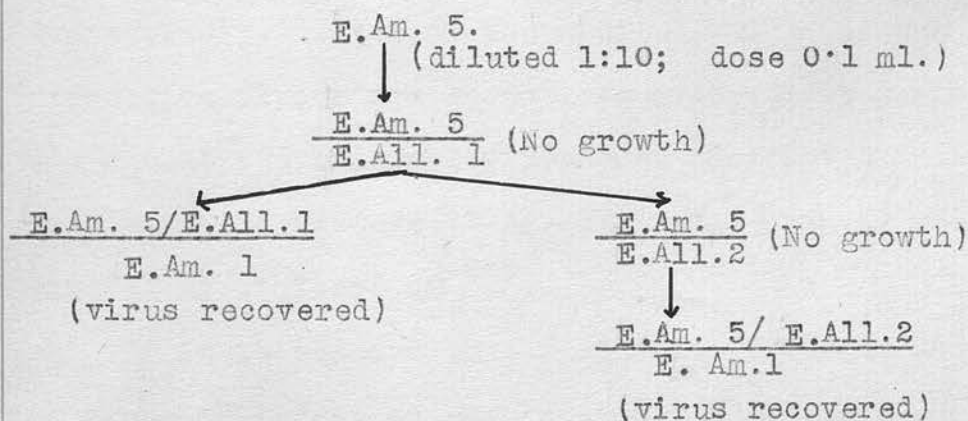 E.Am. 5.
(diluted 1:10; dose 0·1 ml.)
E.Am. 5
E.All. 1 (No growth)
E.Am. 5/E.All.1
E.Am. 1
(virus recovered)
E.Am. 5
E.All.2 (No growth)
E.Am. 5/ E.All.2
E. Am.1
(virus recovered)